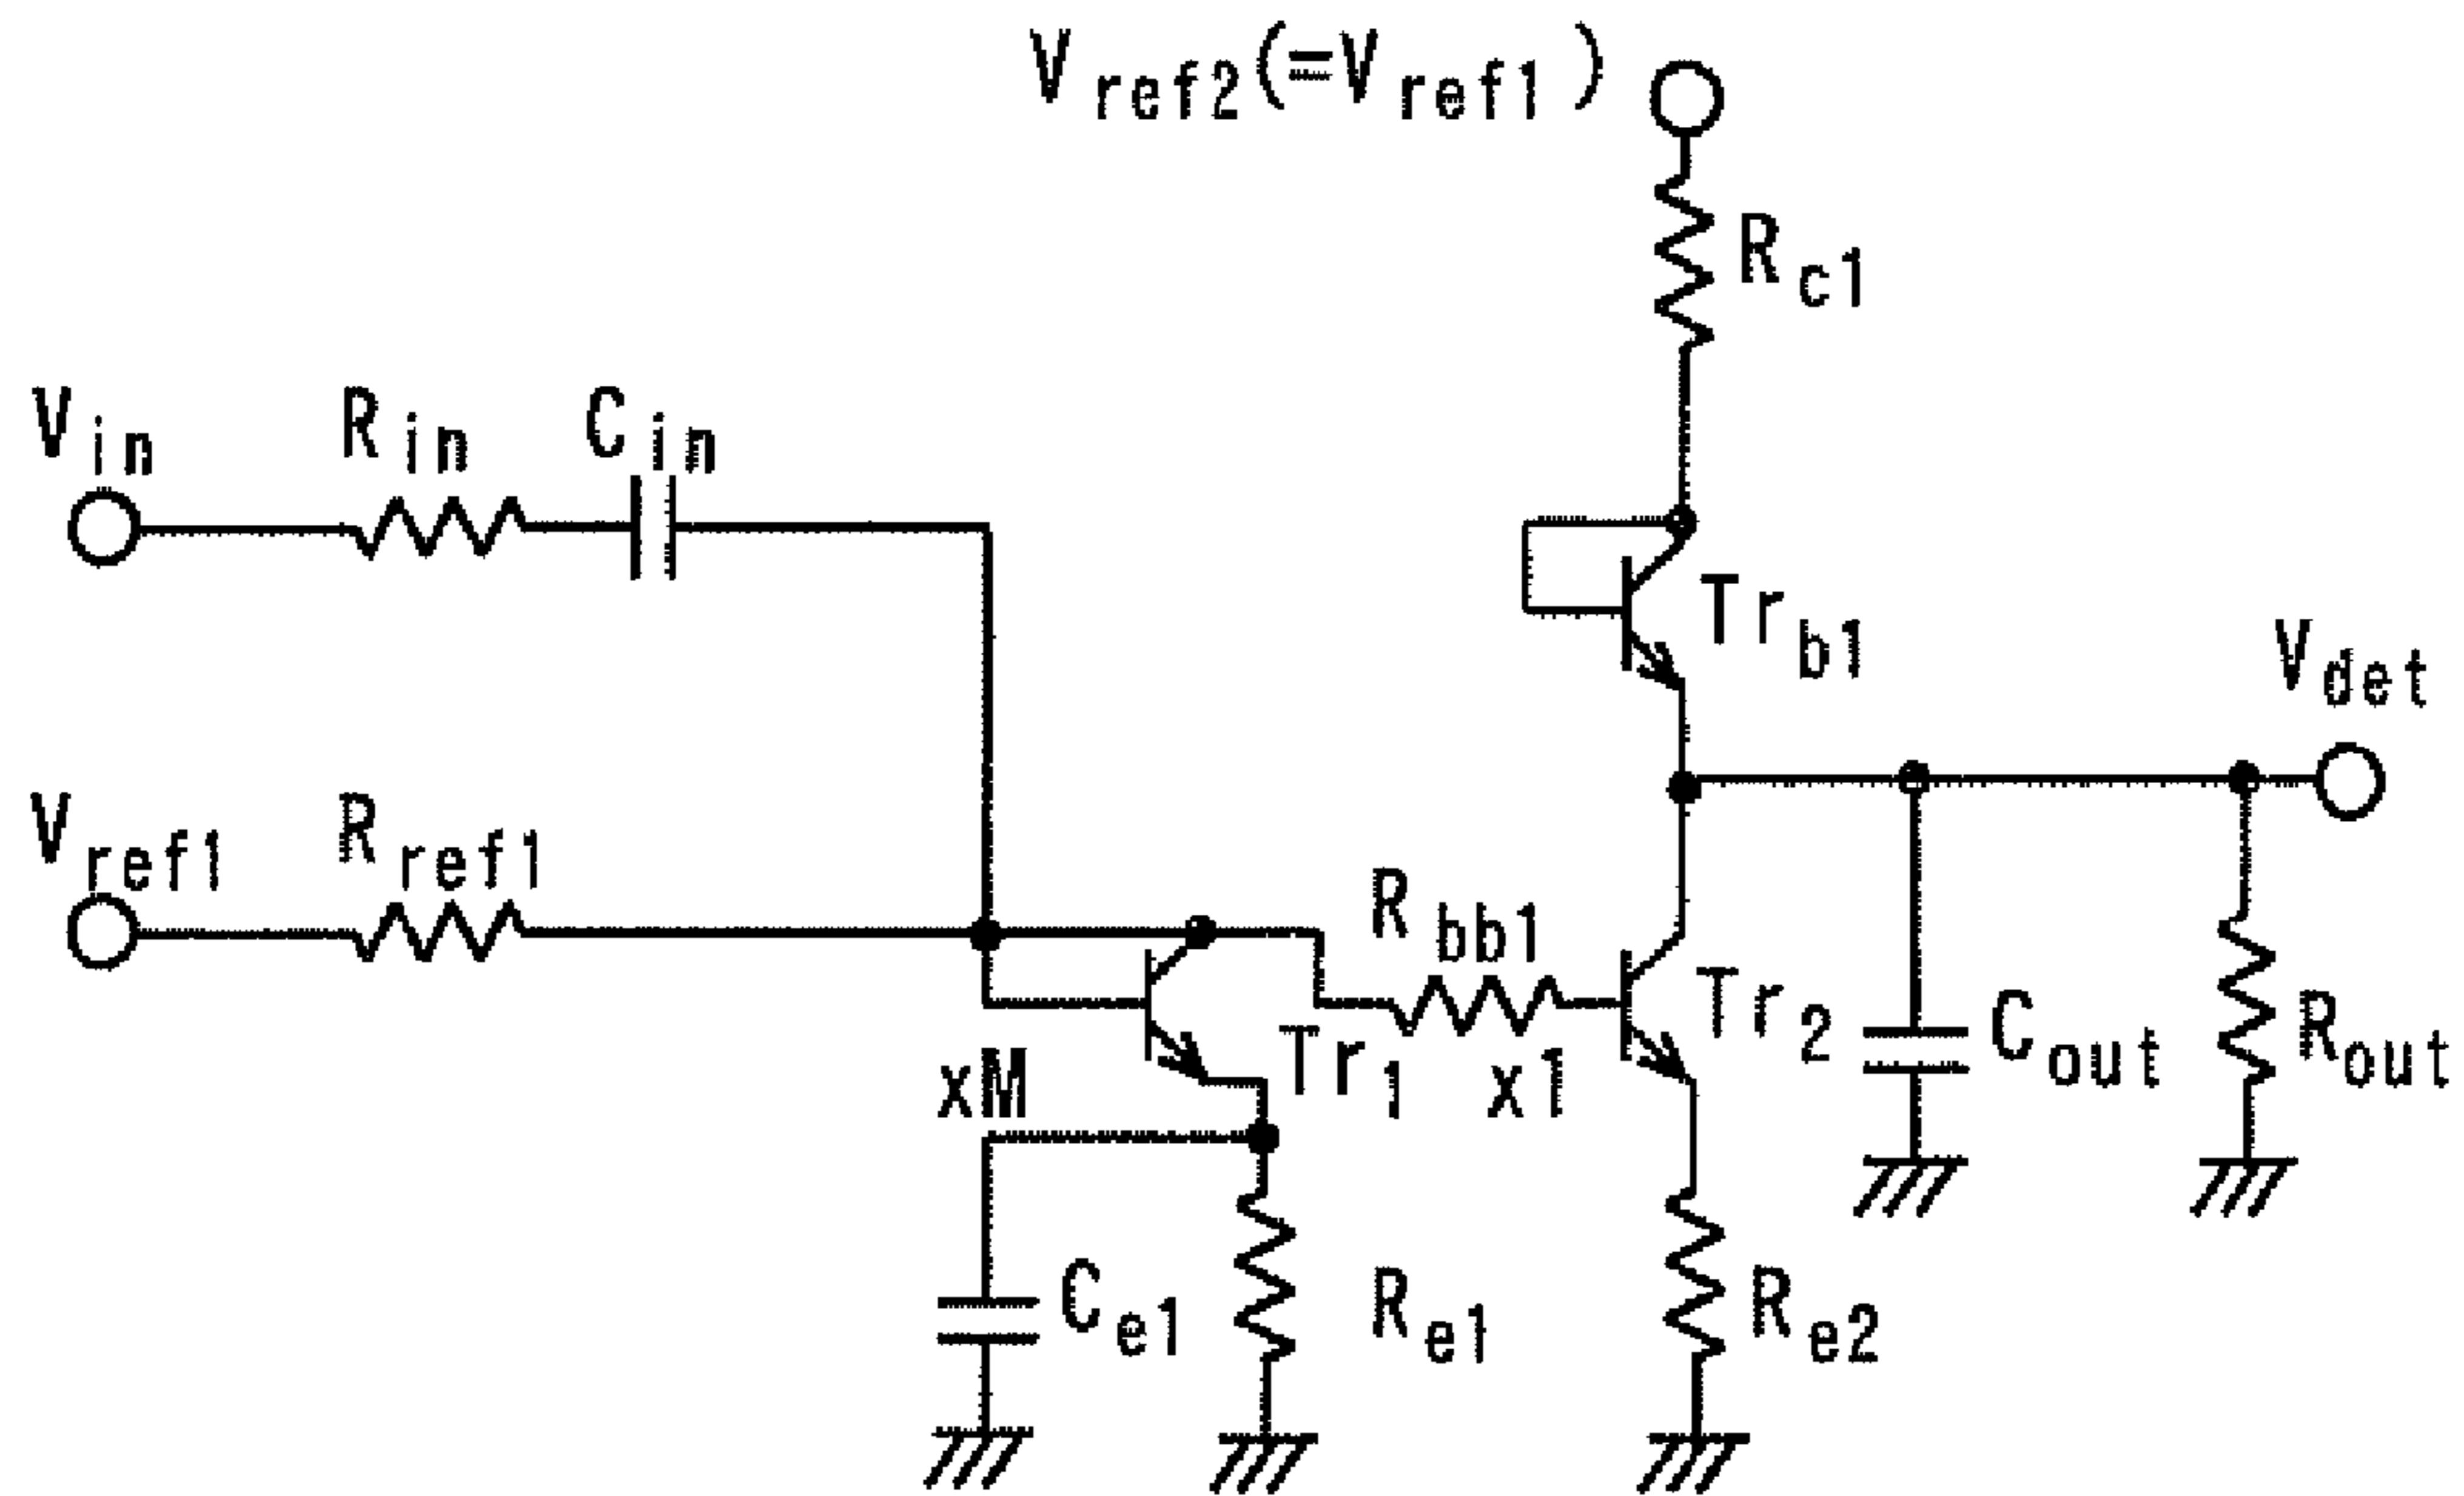 Vref2(=Vref1)
Rc1
Vin Rin Cin
Trb1
Vdet
Vref1 Rref1
Rbb1
Tr2
Cout
Rout
xM
Tr1
x1
Ce1
Re1
Re2